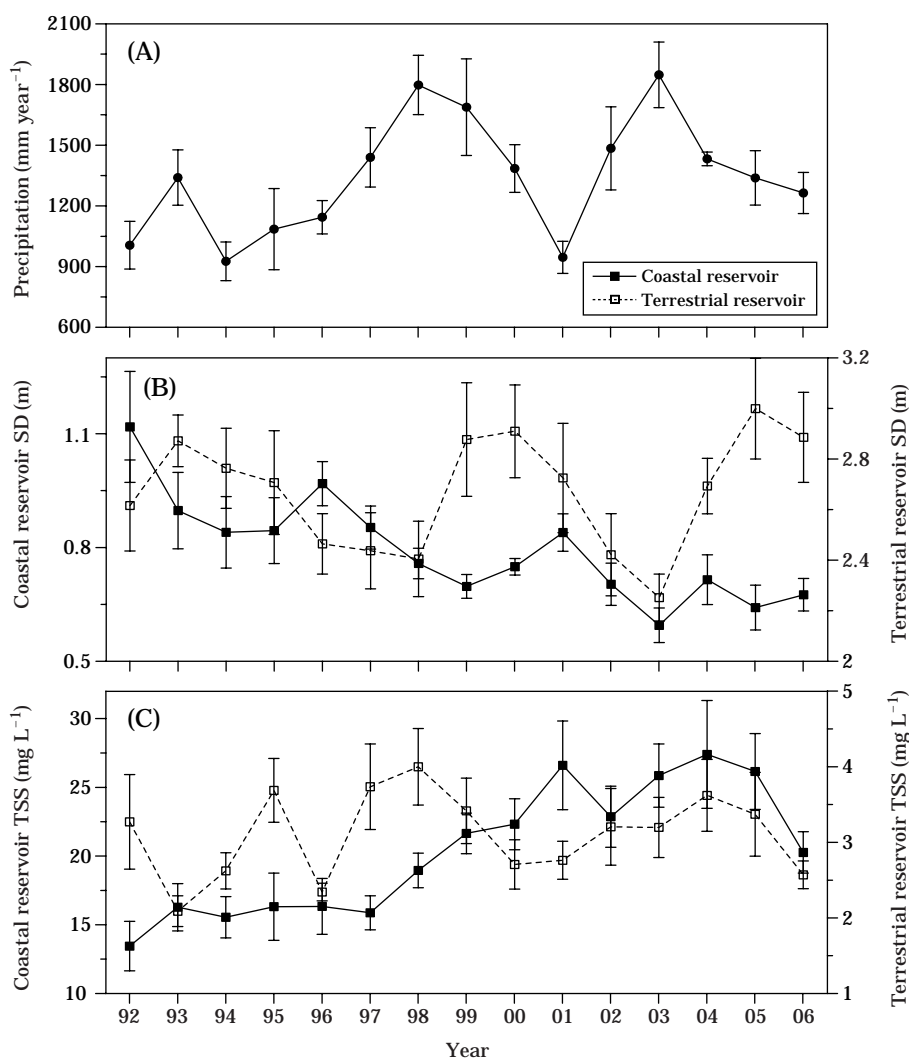 (A)
Precipitation (mm year⁻¹)
2100
1800
1500
1200
900
600
Coastal reservoir
Terrestrial reservoir
(B)
Coastal reservoir SD (m)
1.1
0.8
0.5
3.2
2.8
2.4
2
Terrestrial reservoir SD (m)
(C)
Coastal reservoir TSS (mg L⁻¹)
30
25
20
15
10
5
4
3
2
1
Terrestrial reservoir TSS (mg L⁻¹)
92 93 94 95 96 97 98 99 00 01 02 03 04 05 06
Year